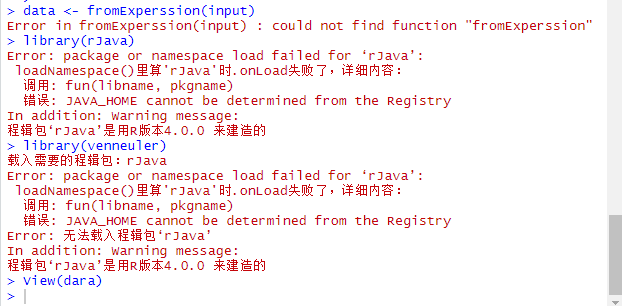 > data <- fromExperssion(input)
Error in fromExperssion(input) : could not find function "fromExperssion"
> library(rJava)
Error: package or namespace load failed for ‘rJava’:
 loadNamespace()里算'rJava'时.onLoad失败了，详细内容：
  调用: fun(libname, pkgname)
  错误: JAVA_HOME cannot be determined from the Registry
In addition: Warning message:
程辑包‘rJava’是用R版本4.0.0 来建造的
> library(venneuler)
载入需要的程辑包：rJava
Error: package or namespace load failed for ‘rJava’:
 loadNamespace()里算'rJava'时.onLoad失败了，详细内容：
  调用: fun(libname, pkgname)
  错误: JAVA_HOME cannot be determined from the Registry
Error: 无法载入程辑包‘rJava’
In addition: Warning message:
程辑包‘rJava’是用R版本4.0.0 来建造的
> View(dara)
>